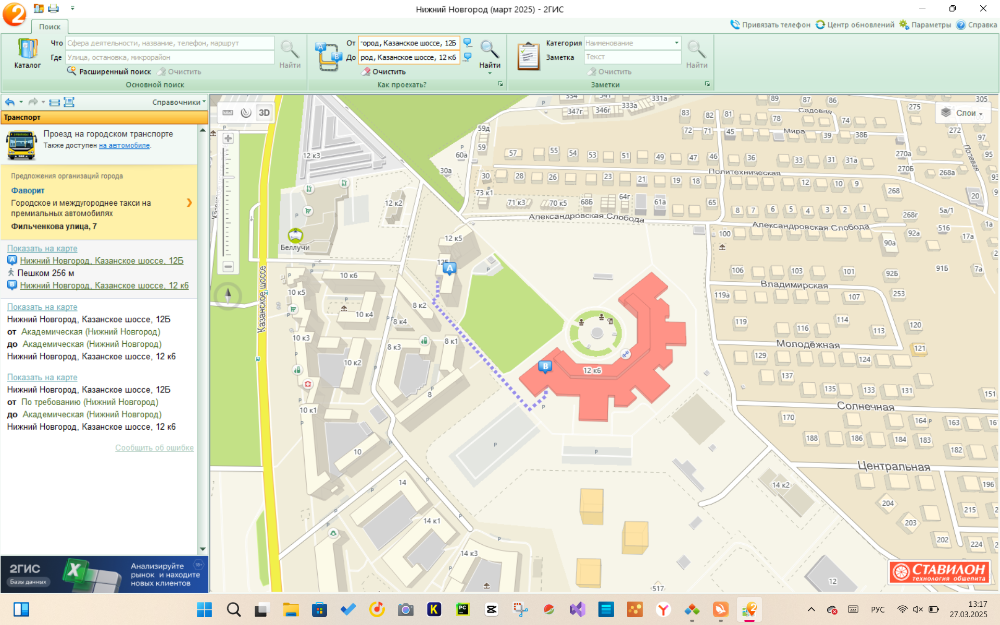 Нижний Новгород (март 2025) - 2ГИС
Поиск
Привязать телефон
Центр обновлений
Параметры
Справка
Каталог
Что
Сфера деятельности, название, телефон, маршрут
Где
Улица, остановка, микрорайон
Расширенный поиск
Очистить
Найти
Основной поиск
От
ород, Казанское шоссе, 12Б
До
род, Казанское шоссе, 12 к6
Очистить
Найти
Как проехать?
Категория
Наименование
Заметка
Текст
Очистить
Найти
Заметки
Справочники
Транспорт
Проезд на городском транспорте
Также доступен на автомобиле.
Предложения организаций города
Фаворит
Городское и междугороднее такси на
премиальных автомобилях
Фильченкова улица, 7
Показать на карте
A Нижний Новгород, Казанское шоссе, 12Б
Пешком 256 м
B Нижний Новгород, Казанское шоссе, 12 к6
Показать на карте
Нижний Новгород, Казанское шоссе, 12Б
от Академическая (Нижний Новгород)
до Академическая (Нижний Новгород)
Нижний Новгород, Казанское шоссе, 12 к6
Показать на карте
Нижний Новгород, Казанское шоссе, 12Б
от По требованию (Нижний Новгород)
до Академическая (Нижний Новгород)
Нижний Новгород, Казанское шоссе, 12 к6
Сообщить об ошибке
2ГИС
Базы данных
Анализируйте
рынок и находите
новых клиентов
18+
3D
Слои
347г
346г
333а
331а
83
82
81
89
87
86
Садовая
78
74
275
305
72
71
45
Мира
39
38Б
272
97
59д
59
60а
57
55
54
53
51
49
47
46
36
33
31
31а
270а
95
Полевая
12 к3
30а
Политехническая
270Б
268а
30
28
26
23
21
19
18
12
10
9
268
20
73 к1
71 к3
70 к5
68Б
64г
61а
65
8
7
6
5
4
3
2
1
268г
5а/1
12 к2
Александровская Слобода
Александровская Слобода
100
92а
516
1а
17а
90а
Беллучи
12 к5
A
Казанское шоссе
10 к6
10 к5
106
103
101
92Б
91Б
7а
Владимирская
119а
107
253
8 к2
10 к4
8 к4
119
116
114
113
120
10 к3
8 к3
8 к1
Молодёжная
121
129
124
10 к2
B
12 к6
137
135
133
131
151
8
10 к1
Солнечная
170
164
163
188
186
184
183
182
10
Центральная
14
14 к2
196
204
215
203
14 к1
202
224
14 к3
12
517
СТАВИЛОН
технология общепита
РУС
13:17
27.03.2025